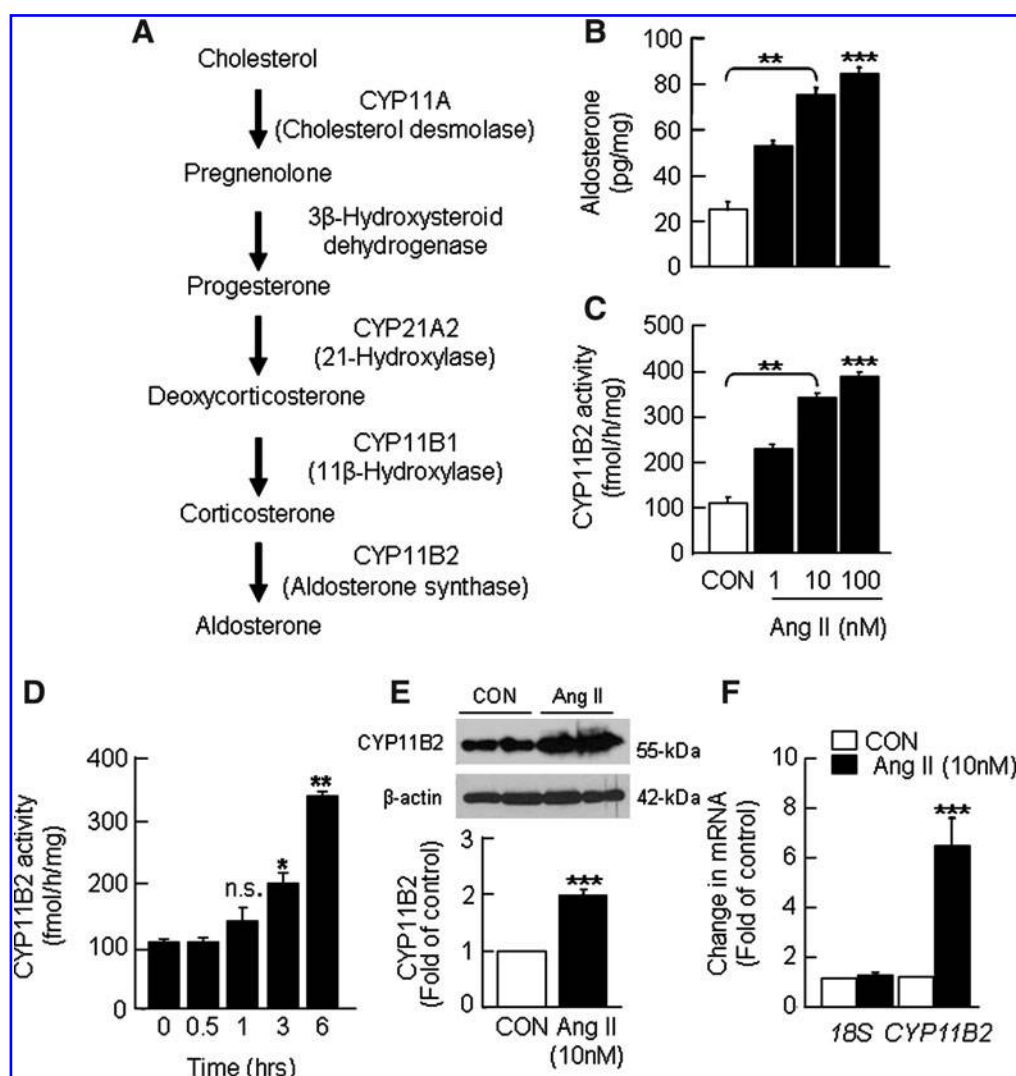 A
Cholesterol
CYP11A
(Cholesterol desmolase)
Pregnenolone
3β-Hydroxysteroid
dehydrogenase
Progesterone
CYP21A2
(21-Hydroxylase)
Deoxycorticosterone
CYP11B1
(11β-Hydroxylase)
Corticosterone
CYP11B2
(Aldosterone synthase)
Aldosterone
B
Aldosterone
(pg/mg)
100
80
60
40
20
0
**
***
C
CYP11B2 activity
(fmol/h/mg)
500
400
300
200
100
0
**
***
CON 1 10 100
Ang II (nM)
D
CYP11B2 activity
(fmol/h/mg)
400
300
200
100
0
n.s.
*
**
0 0.5 1 3 6
Time (hrs)
E
CON Ang II
CYP11B2 55-kDa
β-actin 42-kDa
CYP11B2
(Fold of control)
3
2
1
0
***
CON Ang II
(10nM)
F
CON
Ang II (10nM)
Change in mRNA
(Fold of control)
8
6
4
2
0
***
18S CYP11B2